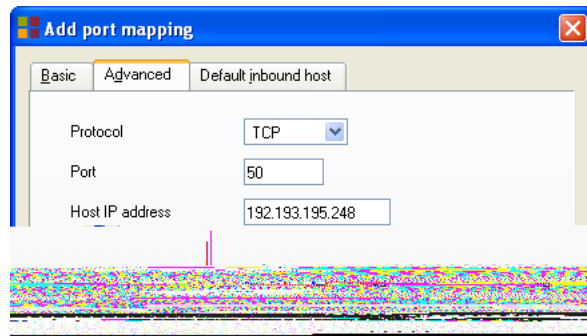 Add port mapping
Basic Advanced Default inbound host
Protocol TCP
Port 50
Host IP address 192.193.195.248